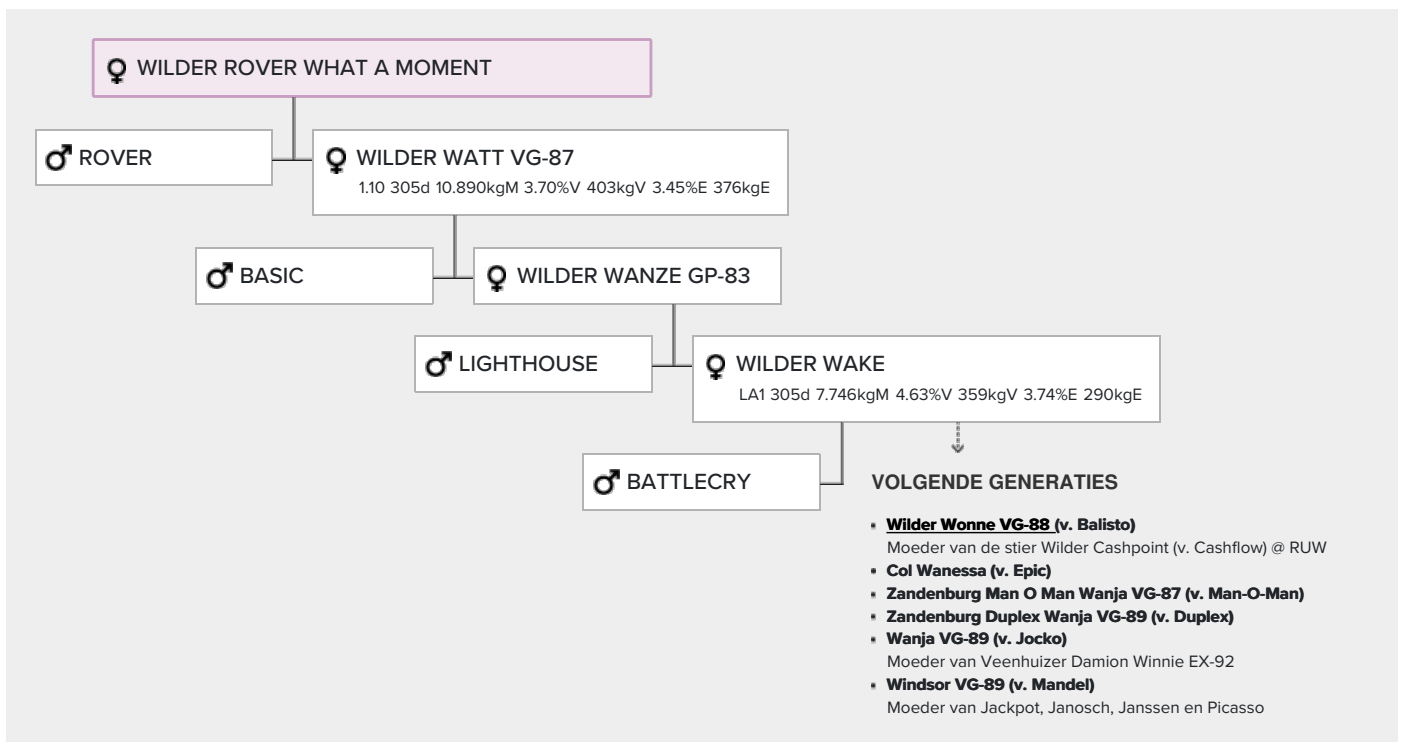 WILDER ROVER WHAT A MOMENT
ROVER
WILDER WATT VG-87
1.10 305d 10.890kgM 3.70%V 403kgV 3.45%E 376kgE
BASIC
WILDER WANZE GP-83
LIGHTHOUSE
WILDER WAKE
LA1 305d 7.746kgM 4.63%V 359kgV 3.74%E 290kgE
BATTLECRY
VOLGENDE GENERATIES
Wilder Wonne VG-88 (v. Balisto)
Moeder van de stier Wilder Cashpoint (v. Cashflow) @ RUW
Col Wanessa (v. Epic)
Zandenburg Man O Man Wanja VG-87 (v. Man-O-Man)
Zandenburg Duplex Wanja VG-89 (v. Duplex)
Wanja VG-89 (v. Jocko)
Moeder van Veenhuizer Damion Winnie EX-92
Windsor VG-89 (v. Mandel)
Moeder van Jackpot, Janosch, Janssen en Picasso